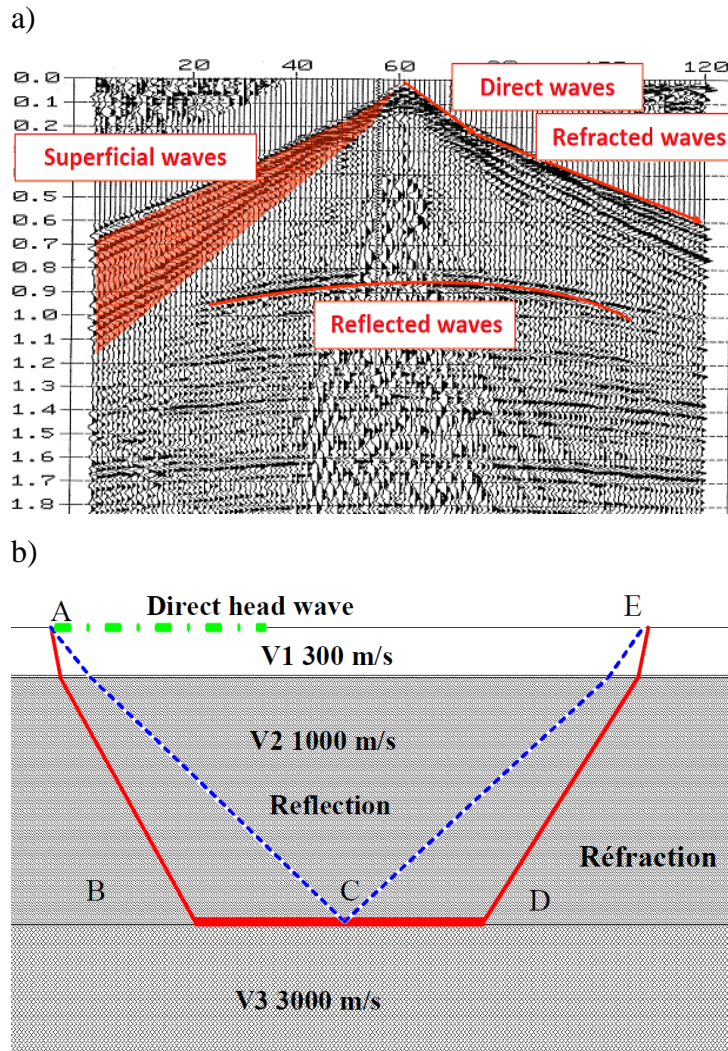 a)
20 40 60 120
0.0
0.1
0.2
Direct waves
Refracted waves
Superficial waves
0.5
0.6
0.7
0.8
0.9
1.0
Reflected waves
1.1
1.2
1.3
1.4
1.5
1.6
1.7
1.8
b)
A Direct head wave E
V1 300 m/s
V2 1000 m/s
Reflection
Réfraction
B C D
V3 3000 m/s